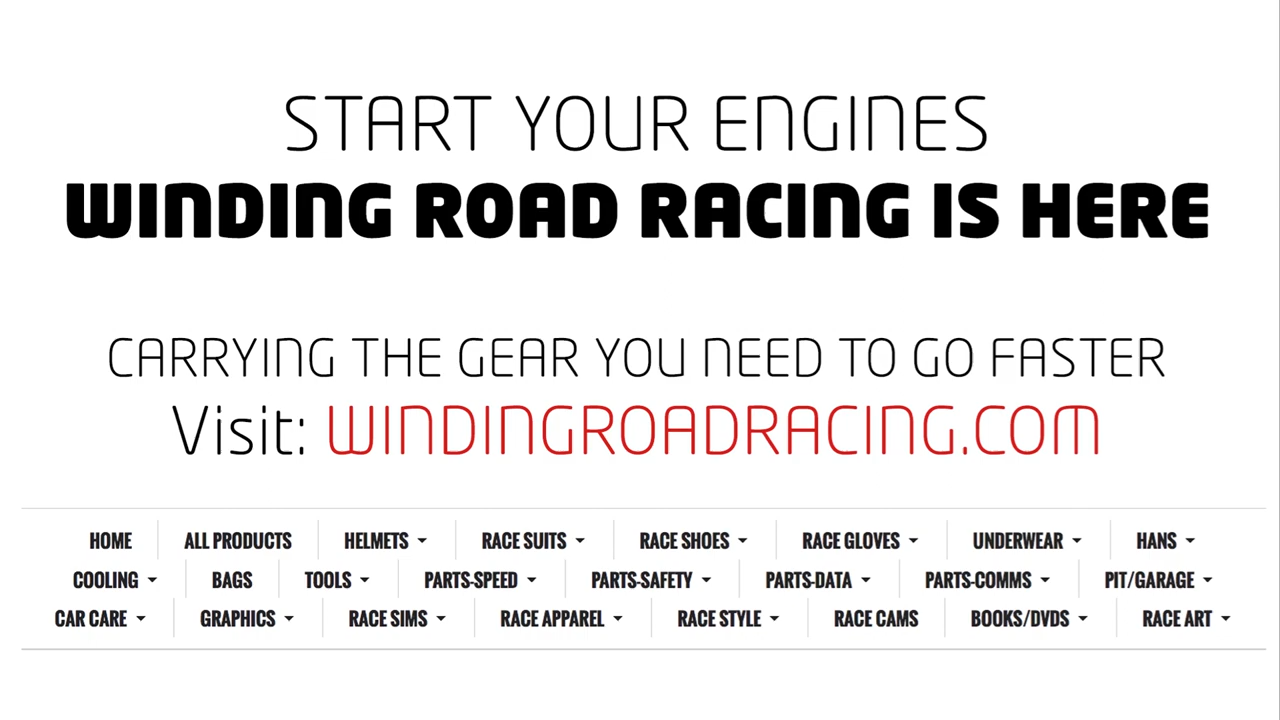 START YOUR ENGINES
WINDING ROAD RACING IS HERE
CARRYING THE GEAR YOU NEED TO GO FASTER
Visit: WINDINGROADRACING.COM
HOME ALL PRODUCTS HELMETS RACE SUITS RACE SHOES RACE GLOVES UNDERWEAR HANS
COOLING BAGS TOOLS PARTS-SPEED PARTS-SAFETY PARTS-DATA PARTS-COMMS PIT/GARAGE
CAR CARE GRAPHICS RACE SIMS RACE APPAREL RACE STYLE RACE CAMS BOOKS/DVDS RACE ART